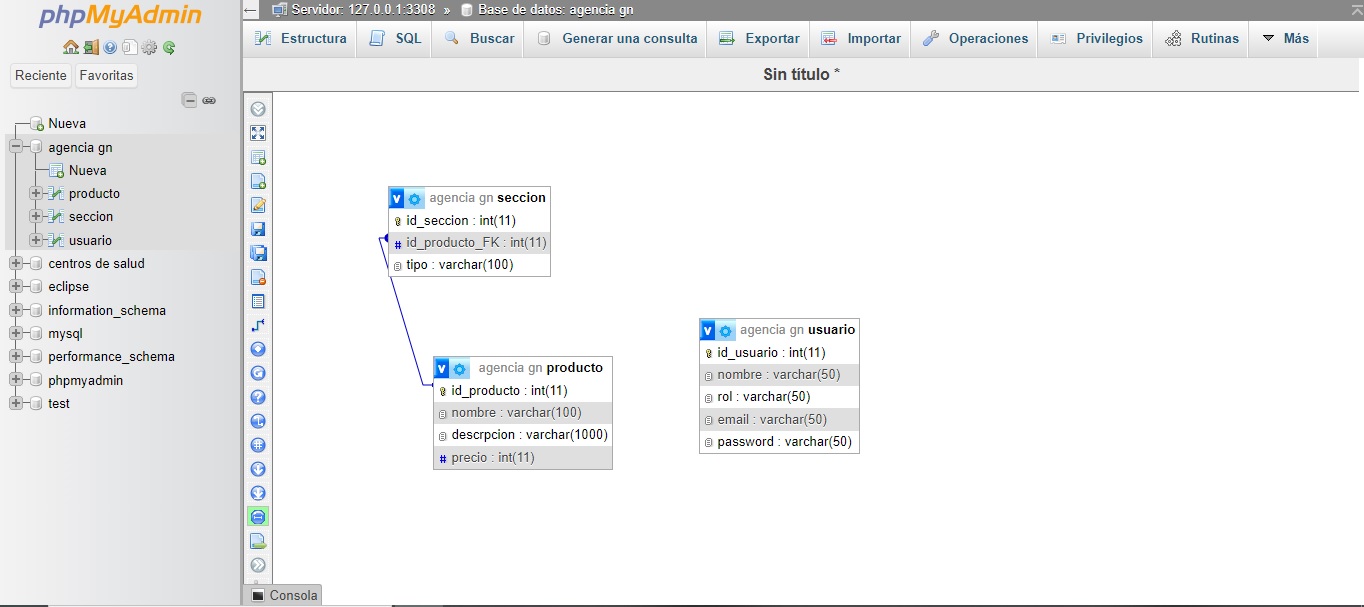 phpMyAdmin
Reciente Favoritas
Nueva
agencia gn
Nueva
producto
seccion
usuario
centros de salud
eclipse
information_schema
mysql
performance_schema
phpmyadmin
test
Servidor: 127.0.0.1:3308 » Base de datos: agencia gn
Estructura SQL Buscar Generar una consulta Exportar Importar Operaciones Privilegios Rutinas Más
Sin título *
v agencia gn seccion
id_seccion : int(11)
# id_producto_FK : int(11)
tipo : varchar(100)
v agencia gn producto
id_producto : int(11)
nombre : varchar(100)
descrpcion : varchar(1000)
# precio : int(11)
v agencia gn usuario
id_usuario : int(11)
nombre : varchar(50)
rol : varchar(50)
email : varchar(50)
password : varchar(50)
Consola